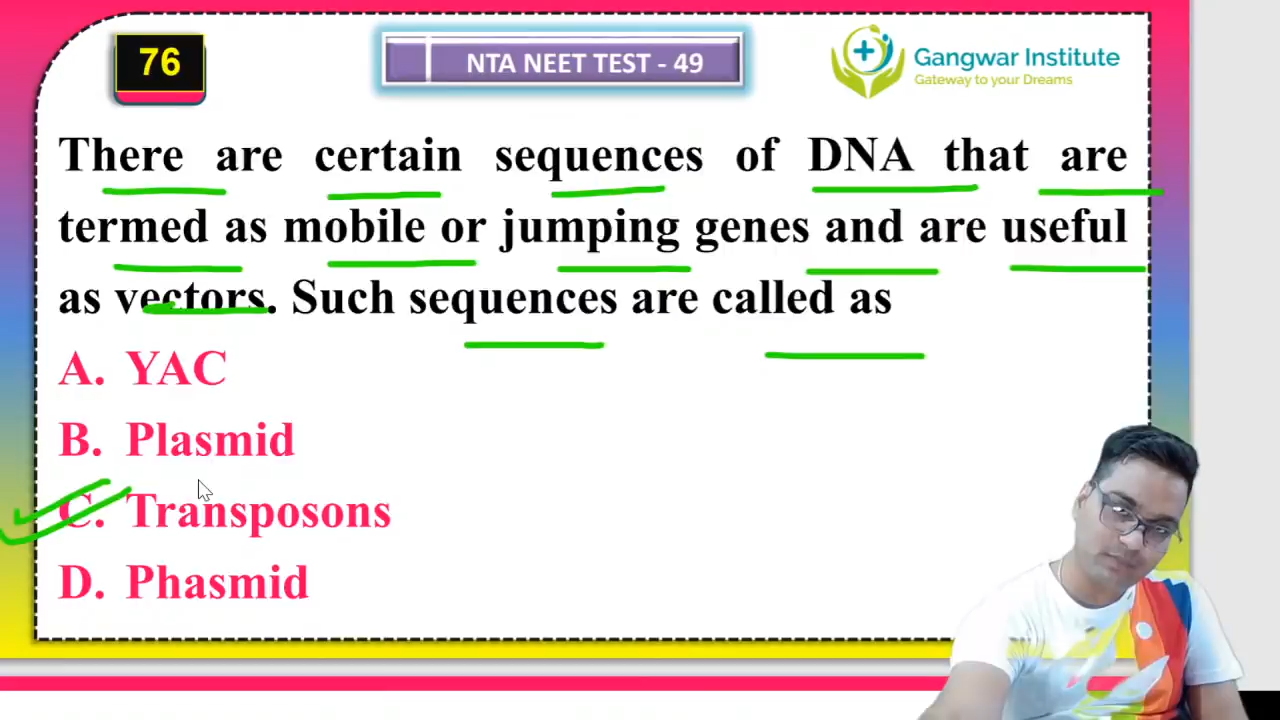 76
NTA NEET TEST - 49
Gangwar Institute
Gateway to your Dreams
There are certain sequences of DNA that are
termed as mobile or jumping genes and are useful
as vectors. Such sequences are called as
A. YAC
B. Plasmid
C. Transposons
D. Phasmid